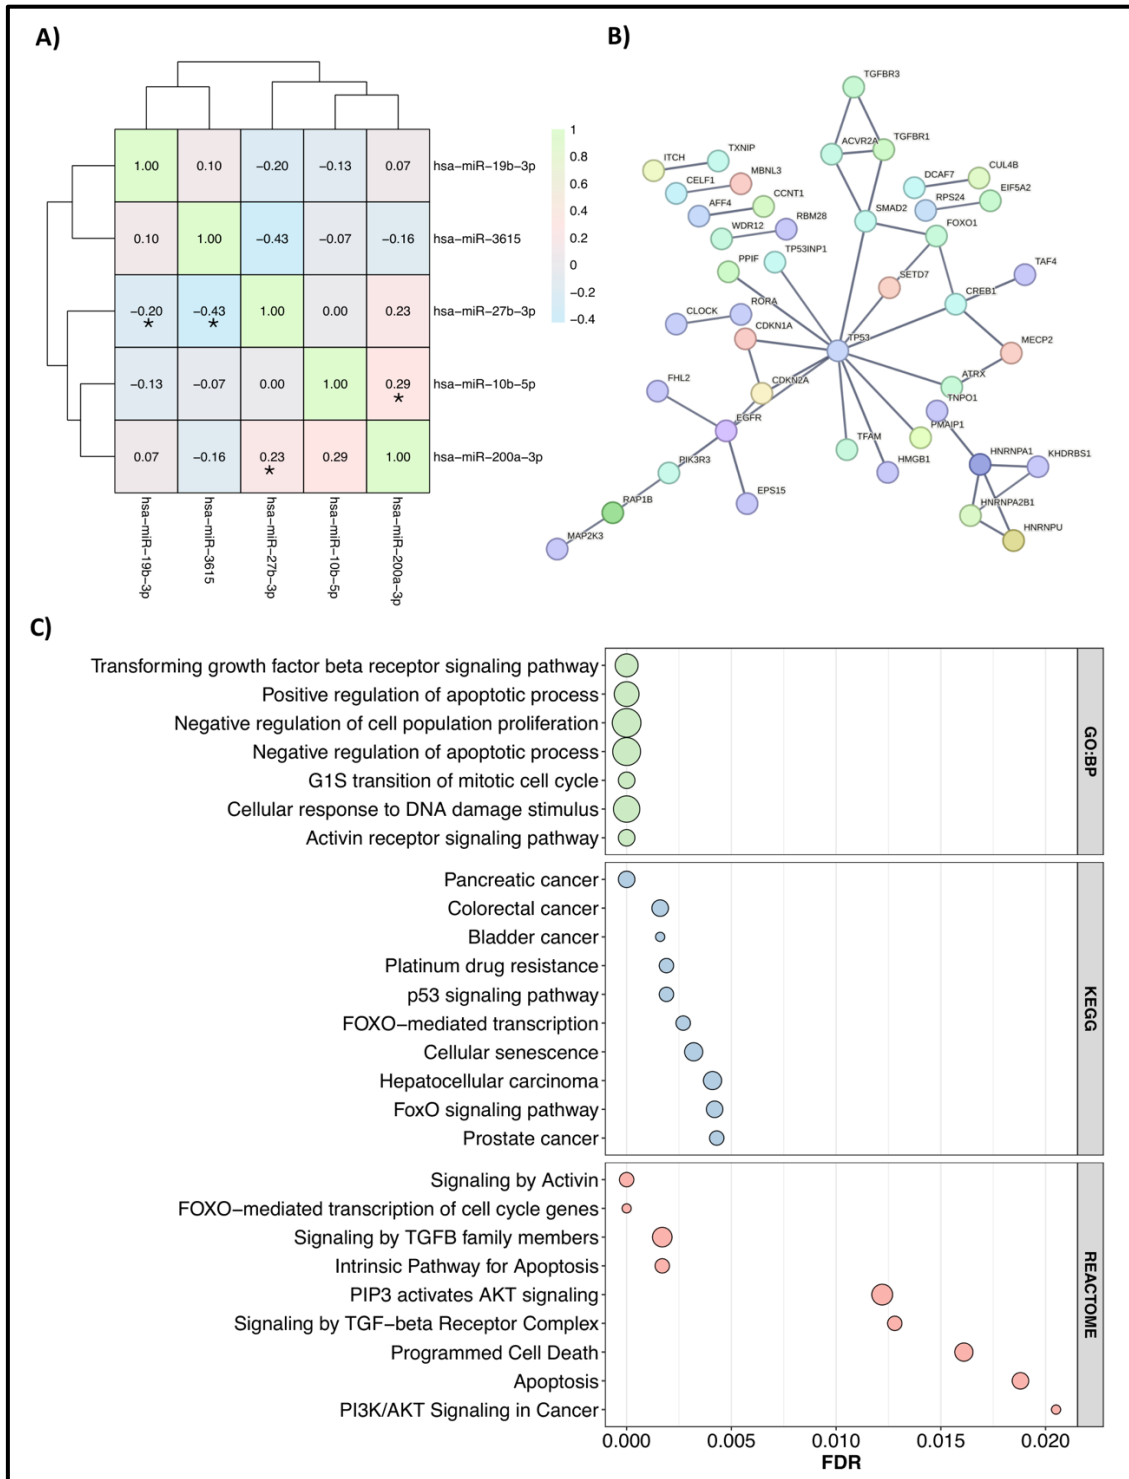 A)
1.00 0.10 −0.20 −0.13 0.07 hsa−miR−19b−3p
0.10 1.00 −0.43 −0.07 −0.16 hsa−miR−3615
−0.20 −0.43 1.00 0.00 0.23 hsa−miR−27b−3p
* *
−0.13 −0.07 0.00 1.00 0.29 hsa−miR−10b−5p
*
0.07 −0.16 0.23 0.29 1.00 hsa−miR−200a−3p
*
hsa−miR−19b−3p
hsa−miR−3615
hsa−miR−27b−3p
hsa−miR−10b−5p
hsa−miR−200a−3p
1
0.8
0.6
0.4
0.2
0
−0.2
−0.4
B)
TGFBR3
ACVR2A
TGFBR1
TXNIP
ITCH
MBNL3
CELF1
CCNT1
AFF4
RBM28
WDR12
CUL4B
DCAF7
EIF5A2
RPS24
SMAD2
FOXO1
TP53INP1
PPIF
SETD7
TAF4
CREB1
RORA
CLOCK
CDKN1A
TP53
MECP2
ATRX
CDKN2A
FHL2
TNPO1
EGFR
PMAIP1
TFAM
HMGB1
HNRNPA1
KHDRBS1
PIK3R3
EPS15
RAP1B
HNRNPA2B1
HNRNPU
MAP2K3
C)
Transforming growth factor beta receptor signaling pathway
Positive regulation of apoptotic process
Negative regulation of cell population proliferation
Negative regulation of apoptotic process
G1S transition of mitotic cell cycle
Cellular response to DNA damage stimulus
Activin receptor signaling pathway
GO:BP
Pancreatic cancer
Colorectal cancer
Bladder cancer
Platinum drug resistance
p53 signaling pathway
FOXO−mediated transcription
Cellular senescence
Hepatocellular carcinoma
FoxO signaling pathway
Prostate cancer
KEGG
Signaling by Activin
FOXO−mediated transcription of cell cycle genes
Signaling by TGFB family members
Intrinsic Pathway for Apoptosis
PIP3 activates AKT signaling
Signaling by TGF−beta Receptor Complex
Programmed Cell Death
Apoptosis
PI3K/AKT Signaling in Cancer
REACTOME
0.000 0.005 0.010 0.015 0.020
FDR